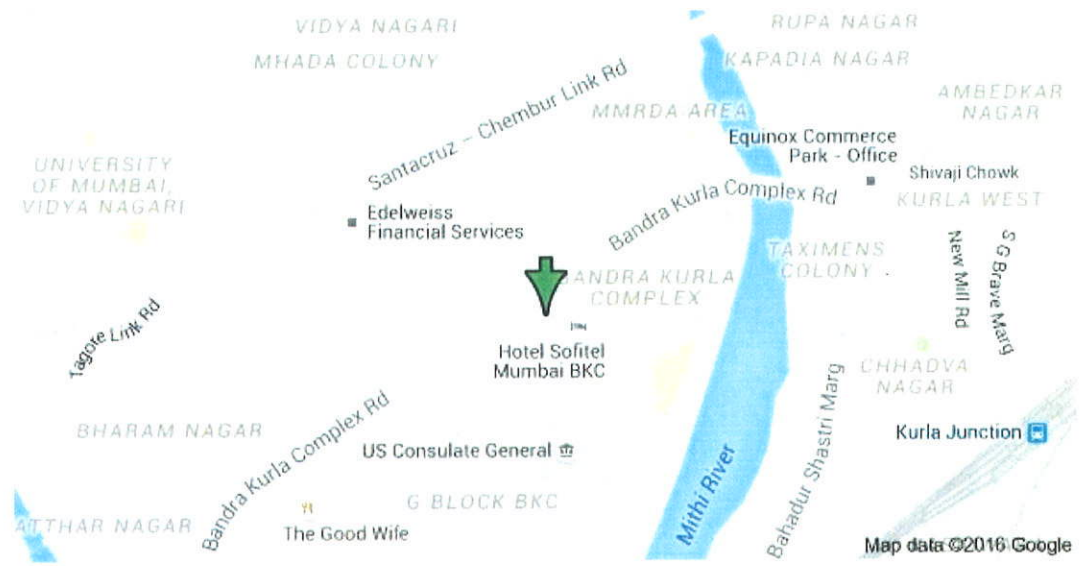 VIDYA NAGARI
RUPA NAGAR
MHADA COLONY
KAPADIA NAGAR
Santacruz - Chembur Link Rd
MMRDA AREA
AMBEDKAR
NAGAR
Equinox Commerce
Park - Office
UNIVERSITY
OF MUMBAI,
VIDYA NAGARI
Shivaji Chowk
Bandra Kurla Complex Rd
KURLA WEST
Edelweiss
Financial Services
TAXIMENS
COLONY
New Mill Rd
S G Brave Marg
BANDRA KURLA
COMPLEX
Tagore Link Rd
Hotel Sofitel
Mumbai BKC
CHHADVA
NAGAR
Bahadur Shastri Marg
BHARAM NAGAR
Bandra Kurla Complex Rd
US Consulate General
Kurla Junction
Mithi River
G BLOCK BKC
ATTHAR NAGAR
The Good Wife
Map data ©2016 Google